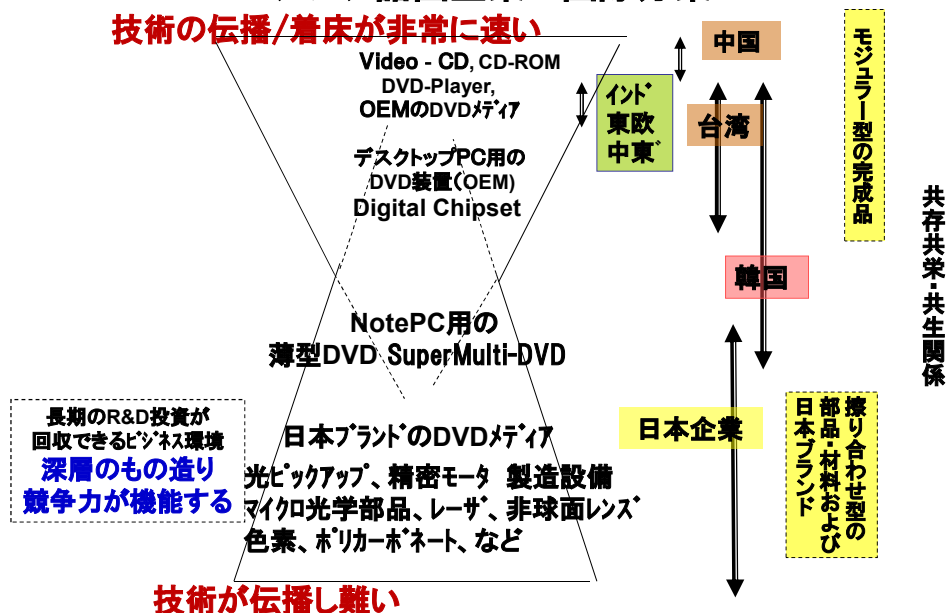 技術の伝播/着床が非常に速い
Video - CD, CD-ROM
DVD-Player,
OEMのDVDメディア
デスクトップPC用の
DVD装置(OEM)
Digital Chipset
NotePC用の
薄型DVD SuperMulti-DVD
日本ブランドのDVDメディア
光ピックアップ、精密モータ 製造設備
マイクロ光学部品、レーザ、非球面レンズ
色素、ポリカーボネート、など
技術が伝播し難い
長期のR&D投資が
回収できるビジネス環境
深層のもの造り
競争力が機能する
中国
インド
東欧
中東
台湾
韓国
日本企業
モジュラー型の完成品
擦り合わせ型の
部品・材料および
日本ブランド
共存共栄・共生関係